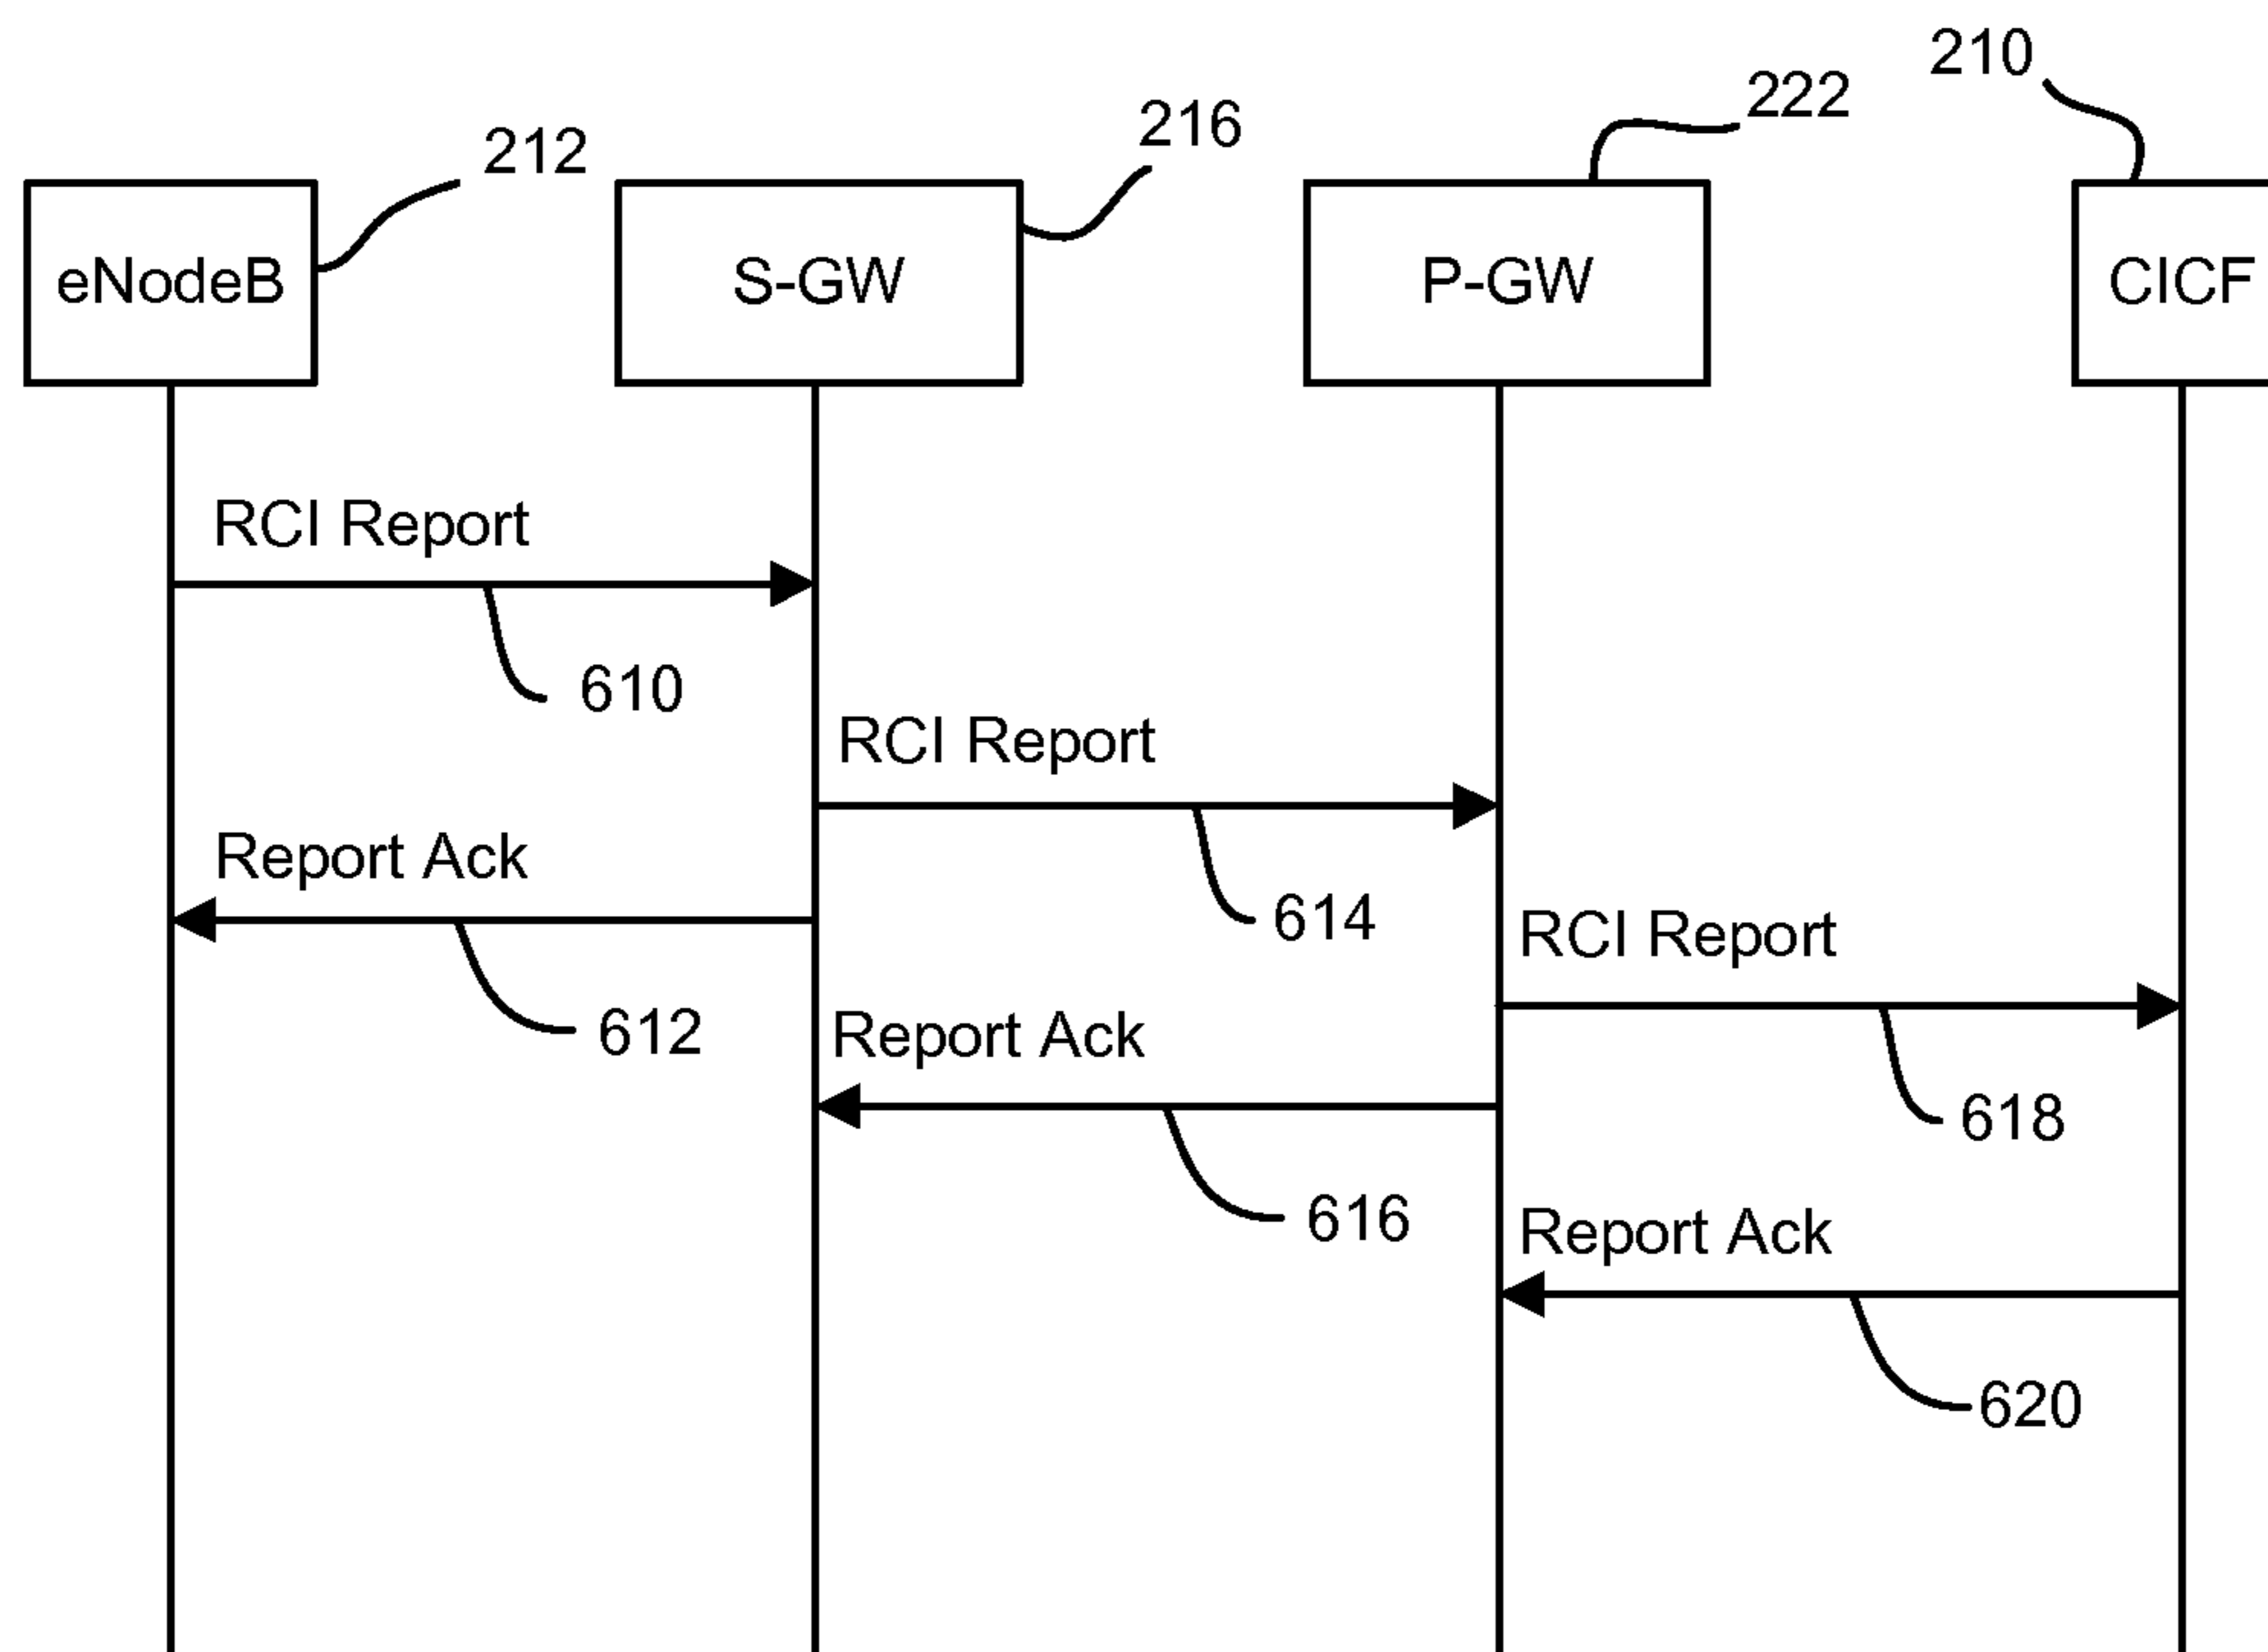 210
222
216
212
eNodeB
S-GW
P-GW
CICF
RCI Report
610
RCI Report
Report Ack
614
RCI Report
612
Report Ack
618
616
Report Ack
620